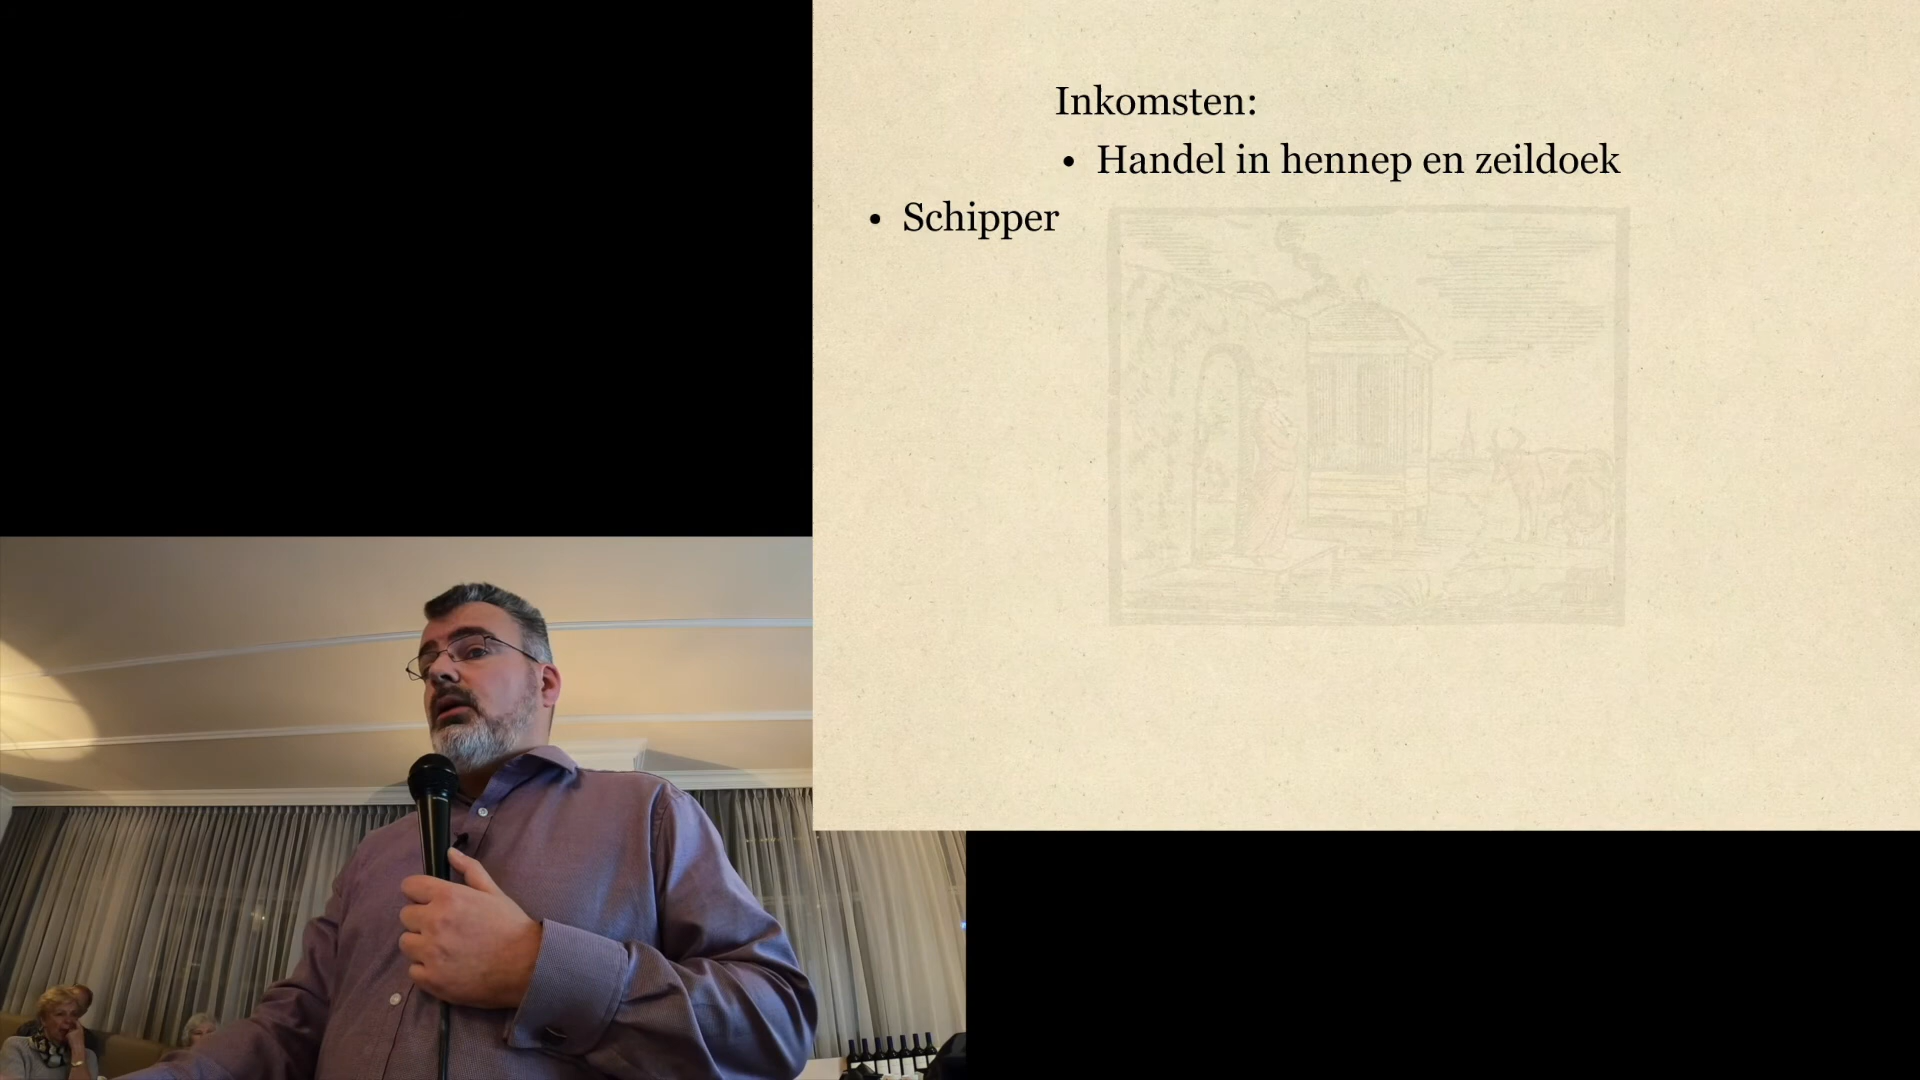 Inkomsten:
• Handel in hennep en zeildoek
• Schipper